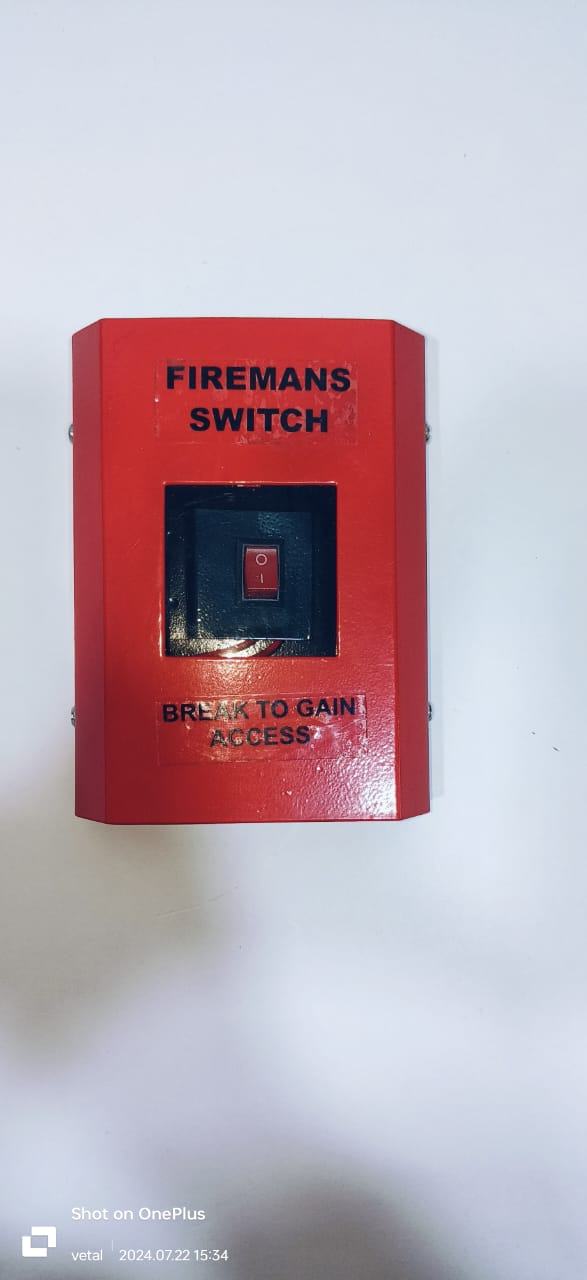 FIREMANS
SWITCH
O
I
BREAK TO GAIN
ACCESS
Shot on OnePlus
vetal | 2024.07.22 15:34